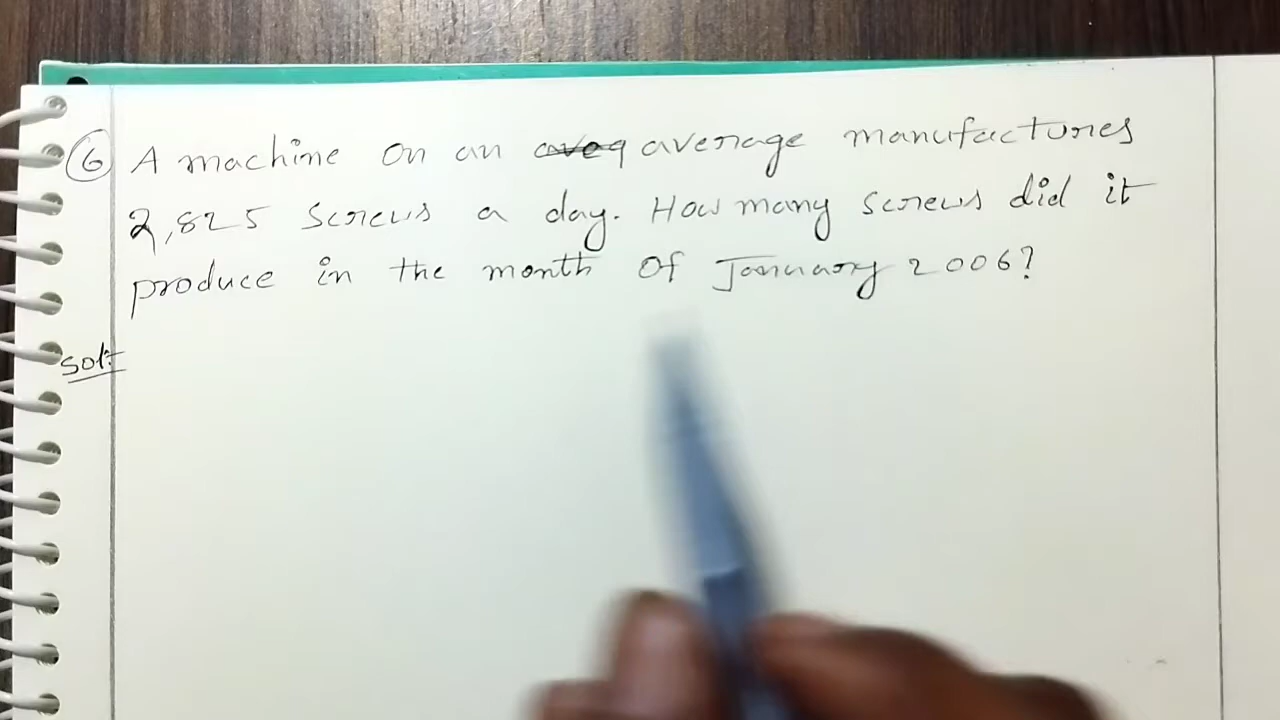 6 A machine on an aveg average manufactures
2,825 screws a day. How many screws did it
produce in the month of January 2006?
Sol: